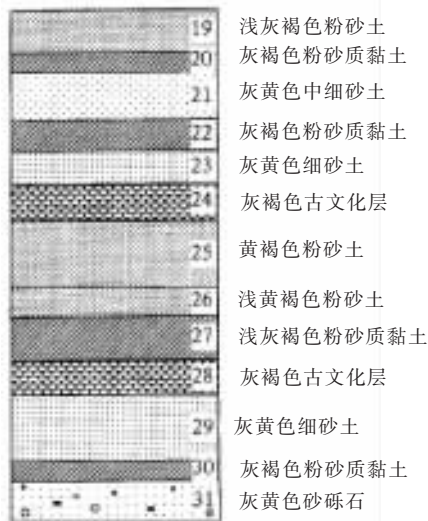 19 浅灰褐色粉砂土
20 灰褐色粉砂质黏土
21 灰黄色中细砂土
22 灰褐色粉砂质黏土
23 灰黄色细砂土
24 灰褐色古文化层
25 黄褐色粉砂土
26 浅黄褐色粉砂土
27 浅灰褐色粉砂质黏土
28 灰褐色古文化层
29 灰黄色细砂土
30 灰褐色粉砂质黏土
31 灰黄色砂砾石